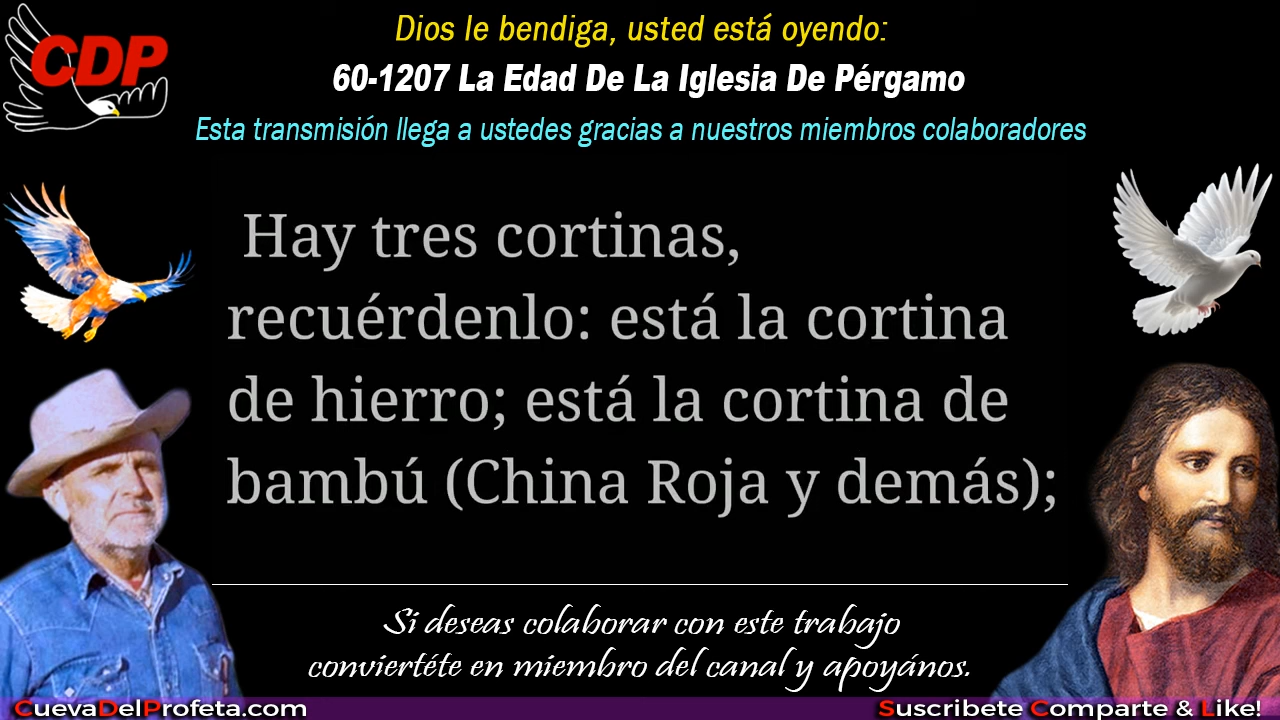 CDP
Dios le bendiga, usted está oyendo:
60-1207 La Edad De La Iglesia De Pérgamo
Esta transmisión llega a ustedes gracias a nuestros miembros colaboradores
Hay tres cortinas,
recuérdenlo: está la cortina
de hierro; está la cortina de
bambú (China Roja y demás);
Si deseas colaborar con este trabajo
conviertéte en miembro del canal y apoyános.
CuevaDelProfeta.com
Suscribete Comparte & Like!